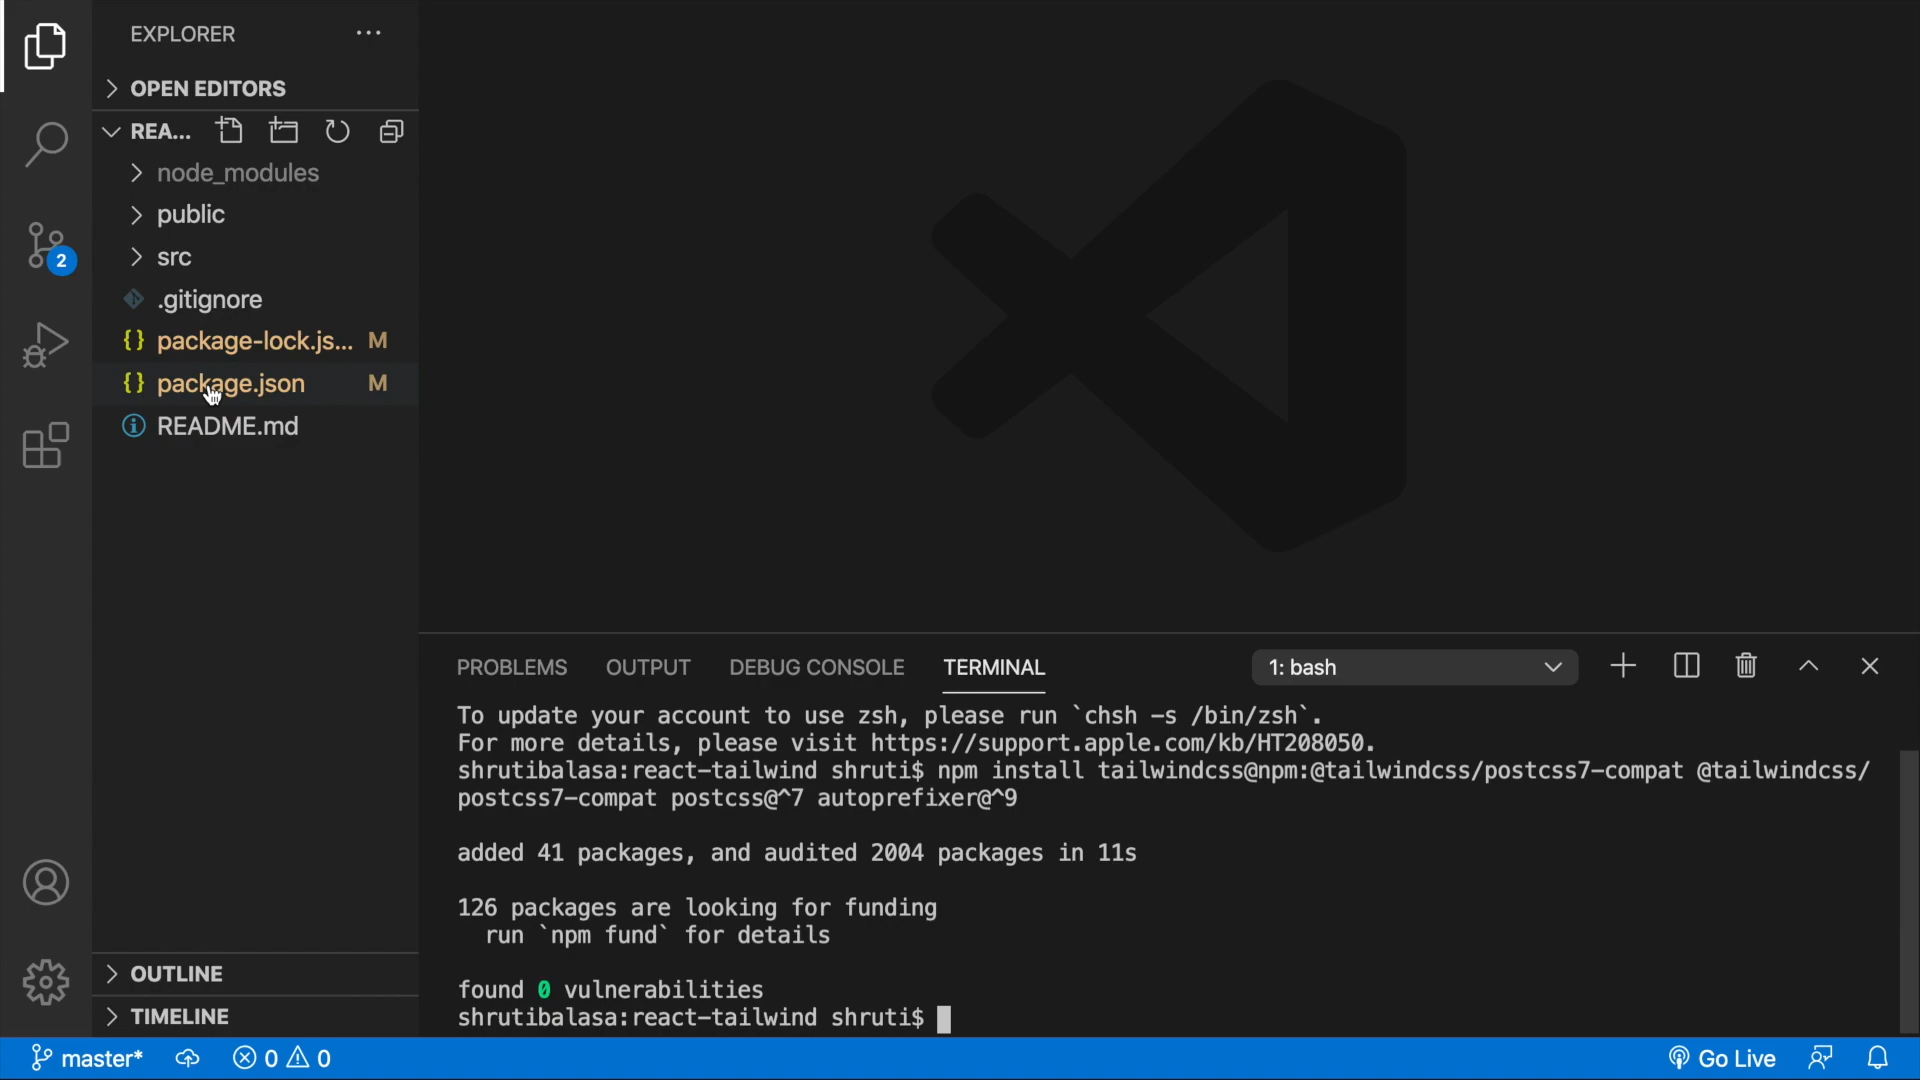 EXPLORER
OPEN EDITORS
REA...
node_modules
public
src
.gitignore
package-lock.js... M
package.json M
README.md
2
OUTLINE
TIMELINE
PROBLEMS OUTPUT DEBUG CONSOLE TERMINAL 1: bash
To update your account to use zsh, please run `chsh -s /bin/zsh`.
For more details, please visit https://support.apple.com/kb/HT208050.
shrutibalasa:react-tailwind shruti$ npm install tailwindcss@npm:@tailwindcss/postcss7-compat @tailwindcss/
postcss7-compat postcss@^7 autoprefixer@^9
added 41 packages, and audited 2004 packages in 11s
126 packages are looking for funding
run `npm fund` for details
found 0 vulnerabilities
shrutibalasa:react-tailwind shruti$
master* 0 0 Go Live